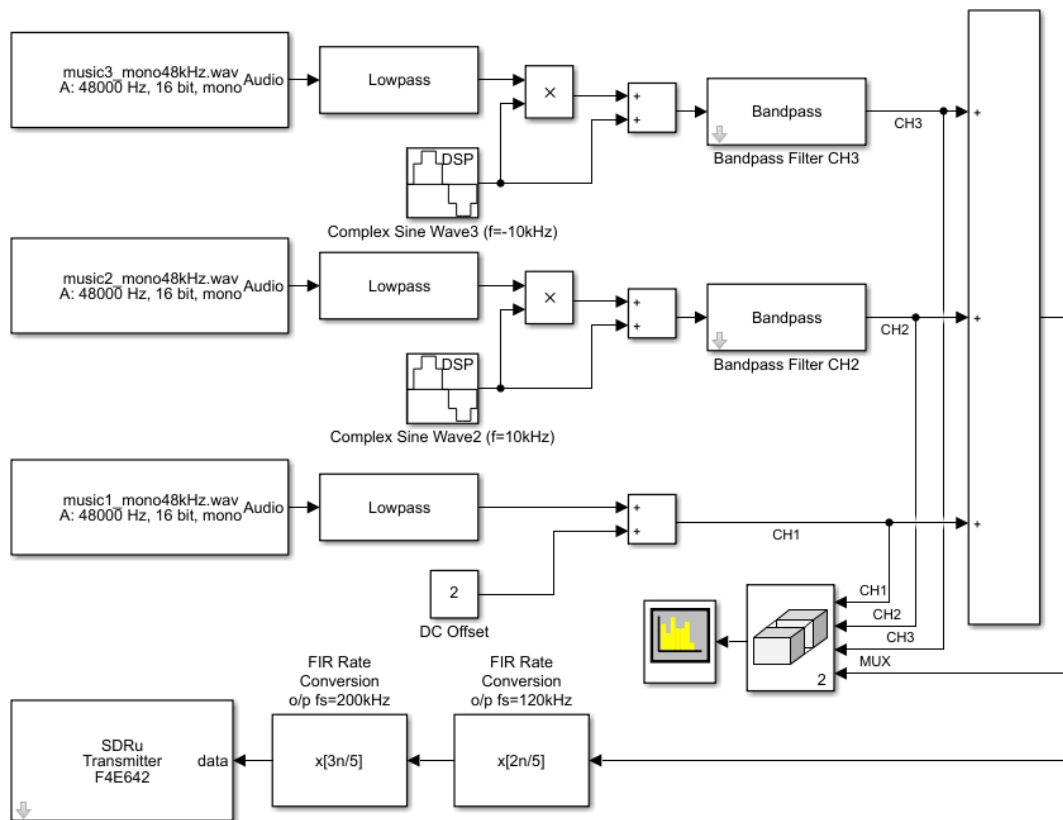 music3_mono48kHz.wav
A: 48000 Hz, 16 bit, mono
Audio
Lowpass
×
+
+
Bandpass
Bandpass Filter CH3
CH3
+
DSP
Complex Sine Wave3 (f=-10kHz)
music2_mono48kHz.wav
A: 48000 Hz, 16 bit, mono
Audio
Lowpass
×
+
+
Bandpass
Bandpass Filter CH2
CH2
+
DSP
Complex Sine Wave2 (f=10kHz)
music1_mono48kHz.wav
A: 48000 Hz, 16 bit, mono
Audio
Lowpass
+
+
CH1
+
2
DC Offset
CH1
CH2
CH3
MUX
2
FIR Rate
Conversion
o/p fs=200kHz
FIR Rate
Conversion
o/p fs=120kHz
SDRu
Transmitter
F4E642
data
x[3n/5]
x[2n/5]